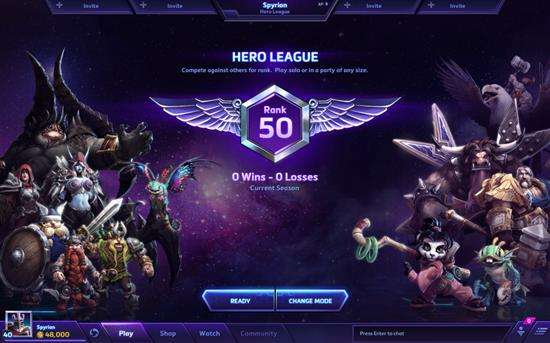 Invite
Invite
Spyrion
Hero League
Invite
Invite
HERO LEAGUE
Compete against others for rank. Play solo or in a party of any size.
Rank
50
0 Wins - 0 Losses
Current Season
READY
CHANGE MODE
40
Spyrion
48,000
Play
Shop
Watch
Community
Press Enter to chat